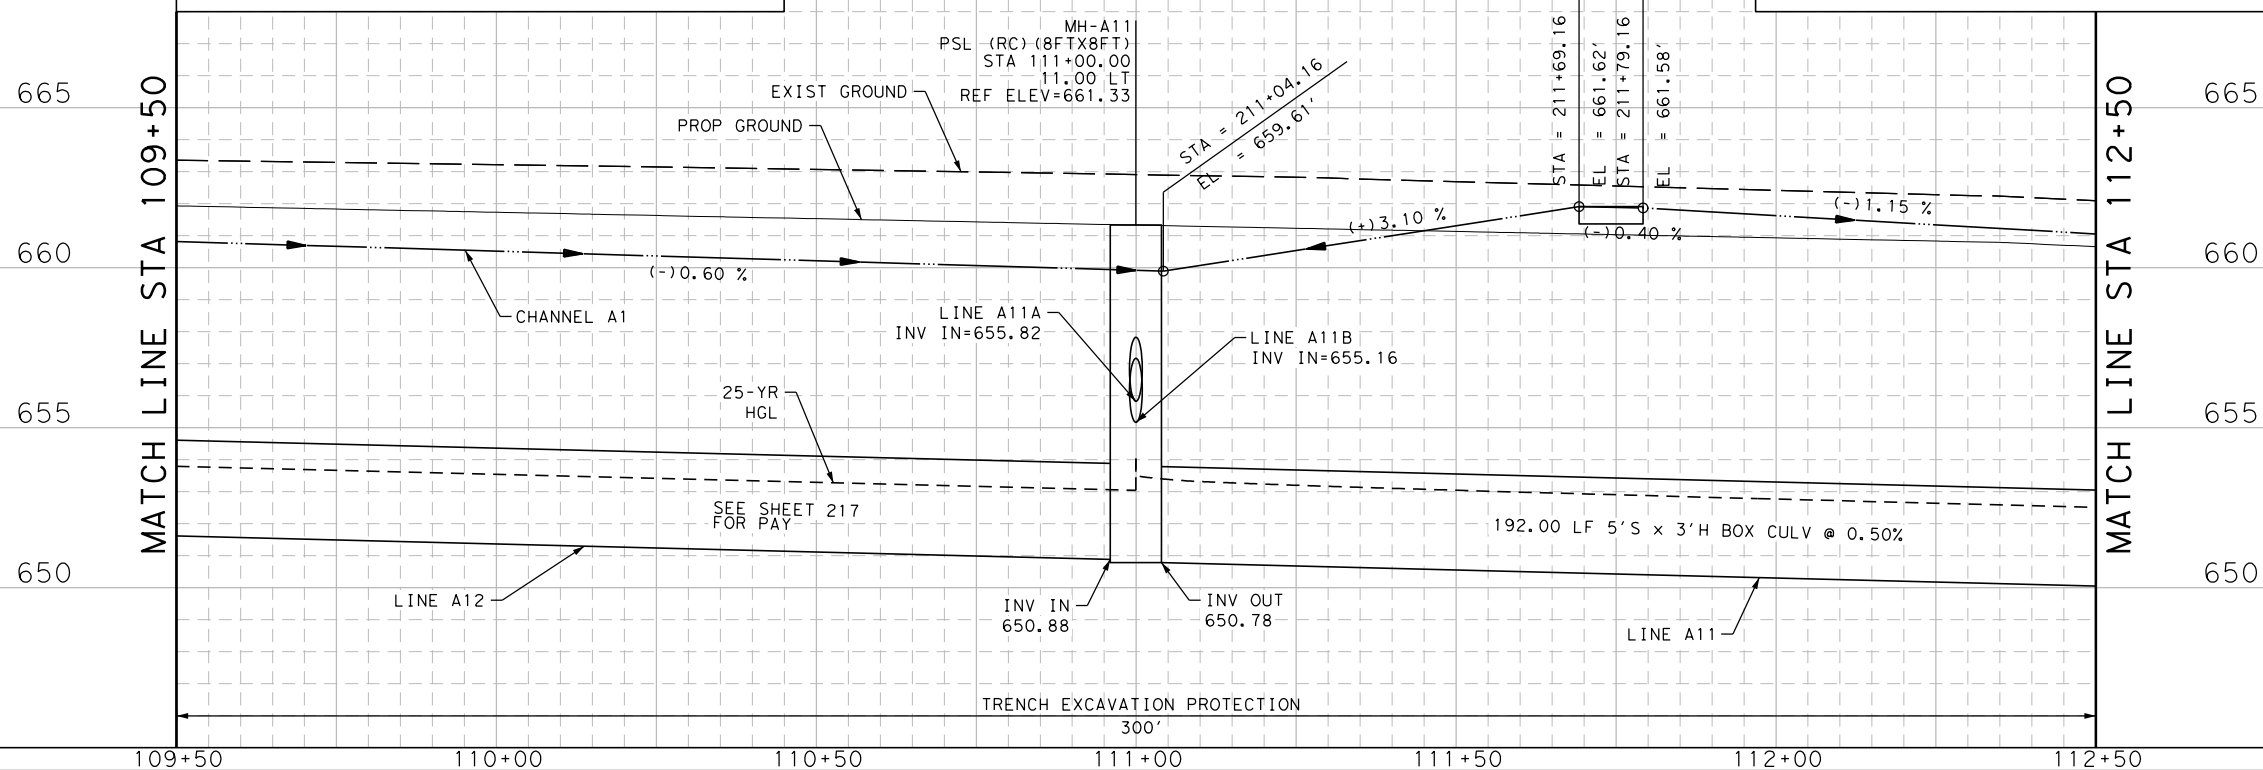 MH-A11
PSL (RC)(8FTX8FT)
STA 111+00.00
11.00 LT
REF ELEV=661.33
EXIST GROUND
PROP GROUND
STA = 211+04.16
EL = 659.61'
STA = 211+69.16
EL = 661.62'
STA = 211+79.16
EL = 661.58'
665
665
660
660
655
655
650
650
MATCH LINE STA 109+50
MATCH LINE STA 112+50
(-)0.60 %
(+)3.10 %
(-)0.40 %
(-)1.15 %
CHANNEL A1
LINE A11A
INV IN=655.82
LINE A11B
INV IN=655.16
25-YR
HGL
SEE SHEET 217
FOR PAY
192.00 LF 5'S x 3'H BOX CULV @ 0.50%
LINE A12
INV IN
650.88
INV OUT
650.78
LINE A11
TRENCH EXCAVATION PROTECTION
300'
109+50
110+00
110+50
111+00
111+50
112+00
112+50